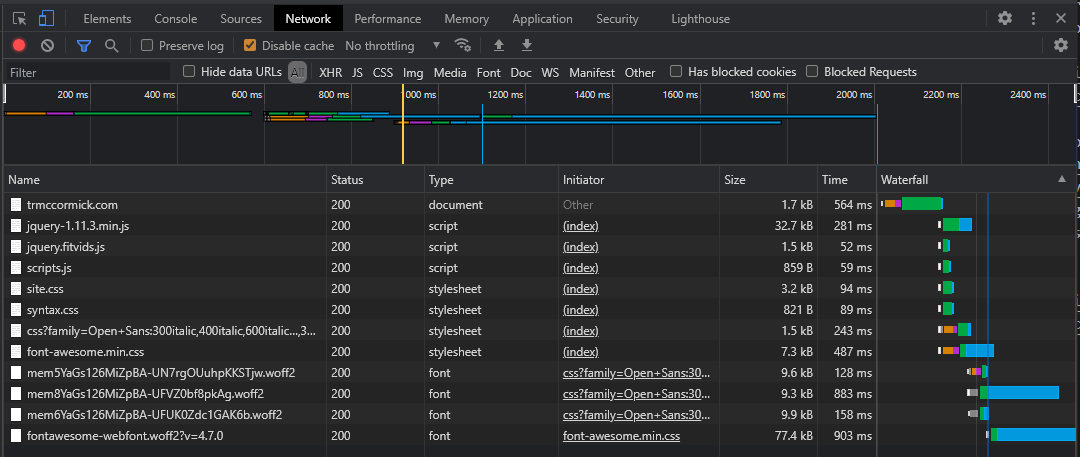 Elements Console Sources Network Performance Memory Application Security Lighthouse
Preserve log Disable cache No throttling
Filter Hide data URLs All XHR JS CSS Img Media Font Doc WS Manifest Other Has blocked cookies Blocked Requests
200 ms 400 ms 600 ms 800 ms 1000 ms 1200 ms 1400 ms 1600 ms 1800 ms 2000 ms 2200 ms 2400 ms
Name Status Type Initiator Size Time Waterfall
trmccormick.com 200 document Other 1.7 kB 564 ms
jquery-1.11.3.min.js 200 script (index) 32.7 kB 281 ms
jquery.fitvids.js 200 script (index) 1.5 kB 52 ms
scripts.js 200 script (index) 859 B 59 ms
site.css 200 stylesheet (index) 3.2 kB 94 ms
syntax.css 200 stylesheet (index) 821 B 89 ms
css?family=Open+Sans:300italic,400italic,600italic...,3... 200 stylesheet (index) 1.5 kB 243 ms
font-awesome.min.css 200 stylesheet (index) 7.3 kB 487 ms
mem5YaGs126MiZpBA-UN7rgOUuhpKKSTjw.woff2 200 font css?family=Open+Sans:30... 9.6 kB 128 ms
mem8YaGs126MiZpBA-UFVZ0bf8pkAg.woff2 200 font css?family=Open+Sans:30... 9.3 kB 883 ms
mem6YaGs126MiZpBA-UFUK0Zdc1GAK6b.woff2 200 font css?family=Open+Sans:30... 9.9 kB 158 ms
fontawesome-webfont.woff2?v=4.7.0 200 font font-awesome.min.css 77.4 kB 903 ms